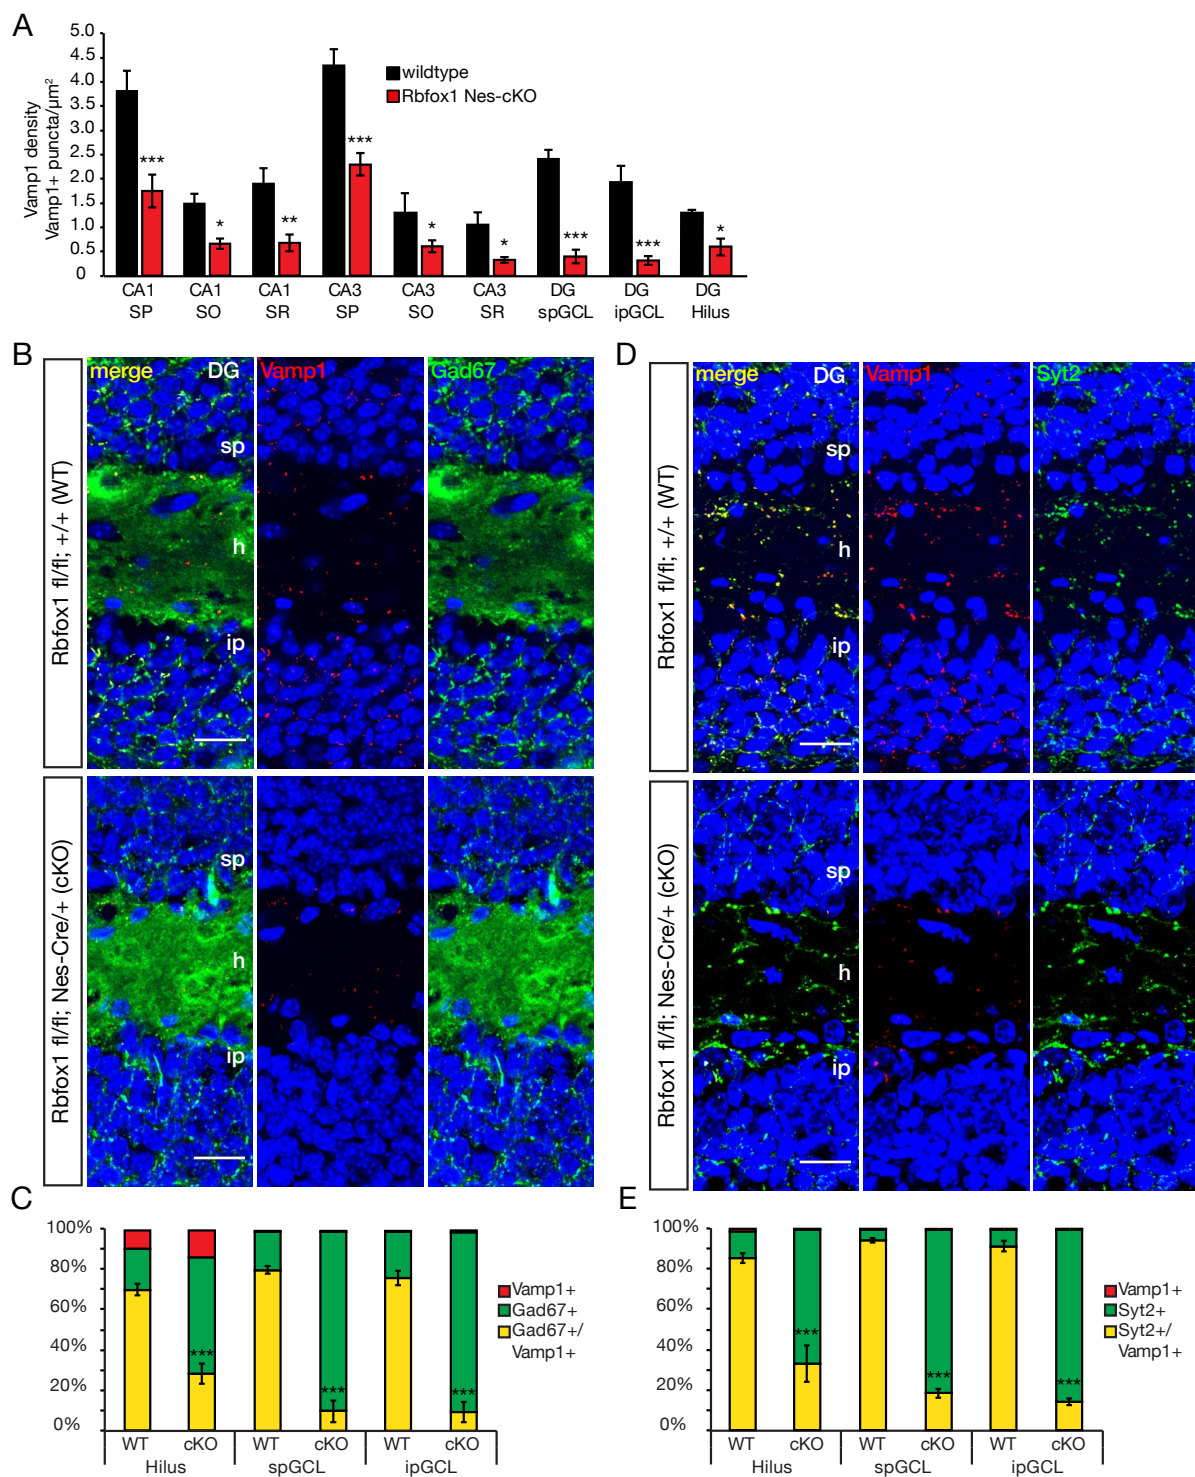 A
5.0
4.5
4.0
3.5
3.0
2.5
2.0
1.5
1.0
0.5
0
Vamp1 density
Vamp1+ puncta/µm²
wildtype
Rbfox1 Nes-cKO
*** * ** *** * * *** *** *
CA1 CA1 CA1 CA3 CA3 CA3 DG DG DG
SP SO SR SP SO SR spGCL ipGCL Hilus
B
Rbfox1 fl/fl; +/+ (WT)
merge DG Vamp1 Gad67
sp
h
ip
Rbfox1 fl/fl; Nes-Cre/+ (cKO)
sp
h
ip
D
Rbfox1 fl/fl; +/+ (WT)
merge DG Vamp1 Syt2
sp
h
ip
Rbfox1 fl/fl; Nes-Cre/+ (cKO)
sp
h
ip
C
100%
80%
60%
40%
20%
0%
*** *** ***
WT cKO WT cKO WT cKO
Hilus spGCL ipGCL
Vamp1+
Gad67+
Gad67+/
Vamp1+
E
100%
80%
60%
40%
20%
0%
*** *** ***
WT cKO WT cKO WT cKO
Hilus spGCL ipGCL
Vamp1+
Syt2+
Syt2+/
Vamp1+